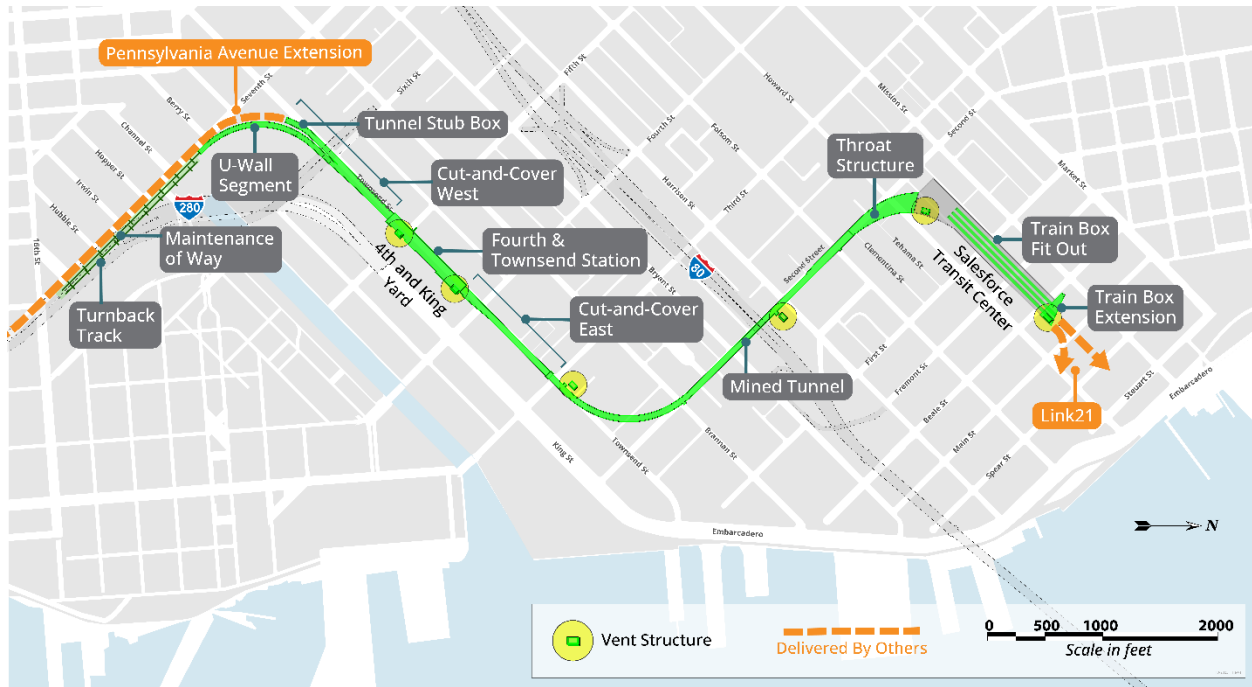 Pennsylvania Avenue Extension
Seventh St
Berry St
Channel St
Hopper St
Irwin St
Hubble St
16th St
Sixth St
Fifth St
Fourth St
Folsom St
Harrison St
Third St
Bryant St
Howard St
Mission St
Second St
Market St
Tunnel Stub Box
U-Wall
Segment
Cut-and-Cover
West
Townsend St
280
Maintenance
of Way
Turnback
Track
4th and King
Yard
Fourth &
Townsend Station
Cut-and-Cover
East
80
Second Street
Mined Tunnel
Throat
Structure
Clementina St
Tehama St
Salesforce
Transit Center
Train Box
Fit Out
Train Box
Extension
Link21
First St
Fremont St
Beale St
Main St
Spear St
Steuart St
Embarcadero
King St
Townsend St
Brannan St
Embarcadero
N
Vent Structure
Delivered By Others
0 500 1000 2000
Scale in feet